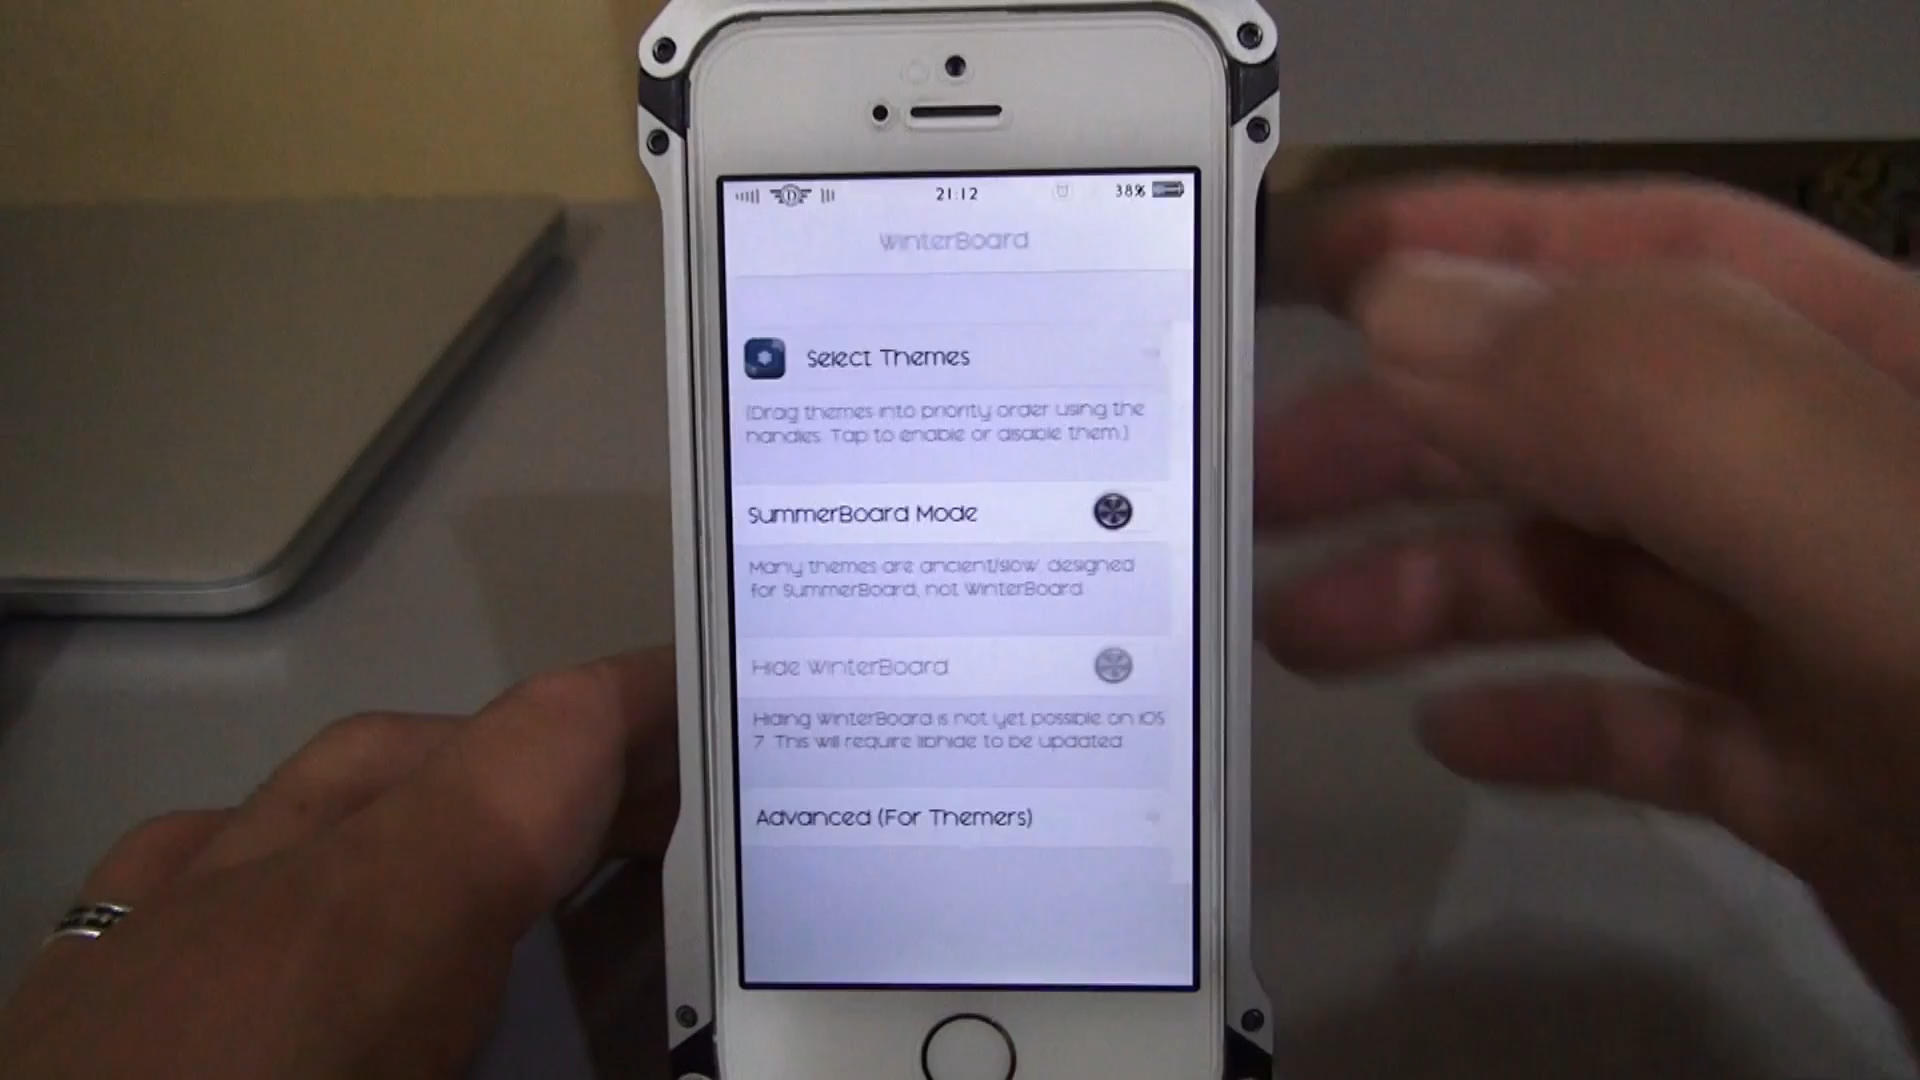 21:12
38%
WinterBoard
Select Themes
(Drag themes into priority order using the
handles. Tap to enable or disable them.)
SummerBoard Mode
Many themes are ancient/slow, designed
for SummerBoard, not WinterBoard.
Hide WinterBoard
Hiding WinterBoard is not yet possible on iOS
7. This will require libhide to be updated.
Advanced (For Themers)